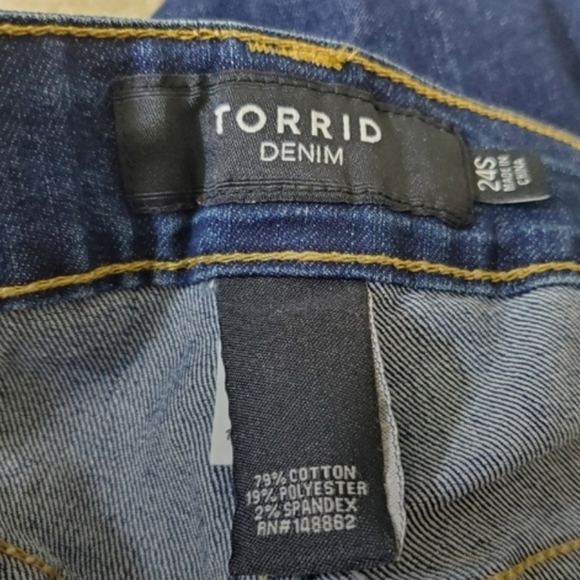 TORRID
DENIM
24S
MADE IN
CHINA
79% COTTON
19% POLYESTER
2% SPANDEX
RN#148862